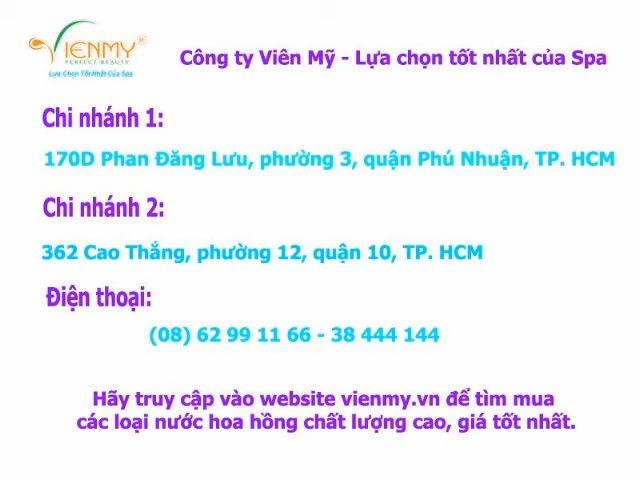 VIENMY®
PERFECT BEAUTY
Lựa Chọn Tốt Nhất Của Spa
Công ty Viên Mỹ - Lựa chọn tốt nhất của Spa
Chi nhánh 1:
170D Phan Đăng Lưu, phường 3, quận Phú Nhuận, TP. HCM
Chi nhánh 2:
362 Cao Thắng, phường 12, quận 10, TP. HCM
Điện thoại:
(08) 62 99 11 66 - 38 444 144
Hãy truy cập vào website vienmy.vn để tìm mua
các loại nước hoa hồng chất lượng cao, giá tốt nhất.